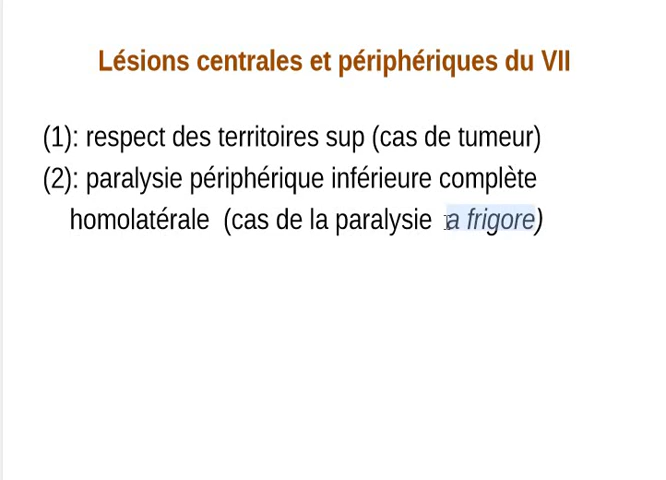 Lésions centrales et périphériques du VII
(1): respect des territoires sup (cas de tumeur)
(2): paralysie périphérique inférieure complète
homolatérale (cas de la paralysie a frigore)